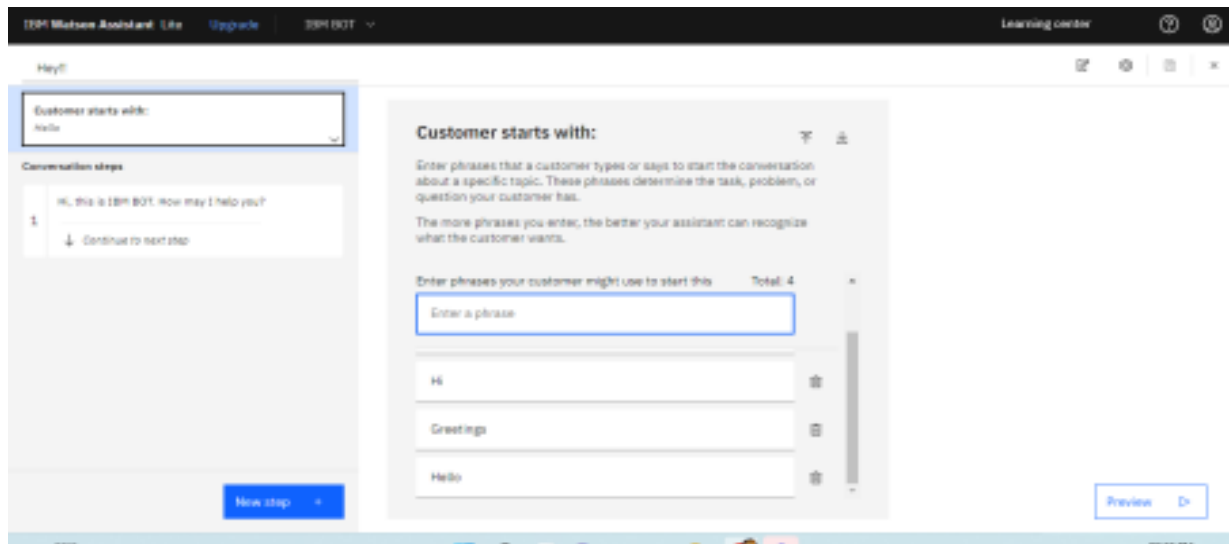 IBM Watson Assistant Lite Upgrade IBM BOT Learning center
Hey!!
Customer starts with:
Hello
Conversation steps
1 Hi, this is IBM BOT. How may I help you?
Continue to next step
New step +
Customer starts with:
Enter phrases that a customer types or says to start the conversation
about a specific topic. These phrases determine the task, problem, or
question your customer has.
The more phrases you enter, the better your assistant can recognize
what the customer wants.
Enter phrases your customer might use to start this Total: 4
Enter a phrase
Hi
Greetings
Hello
Preview